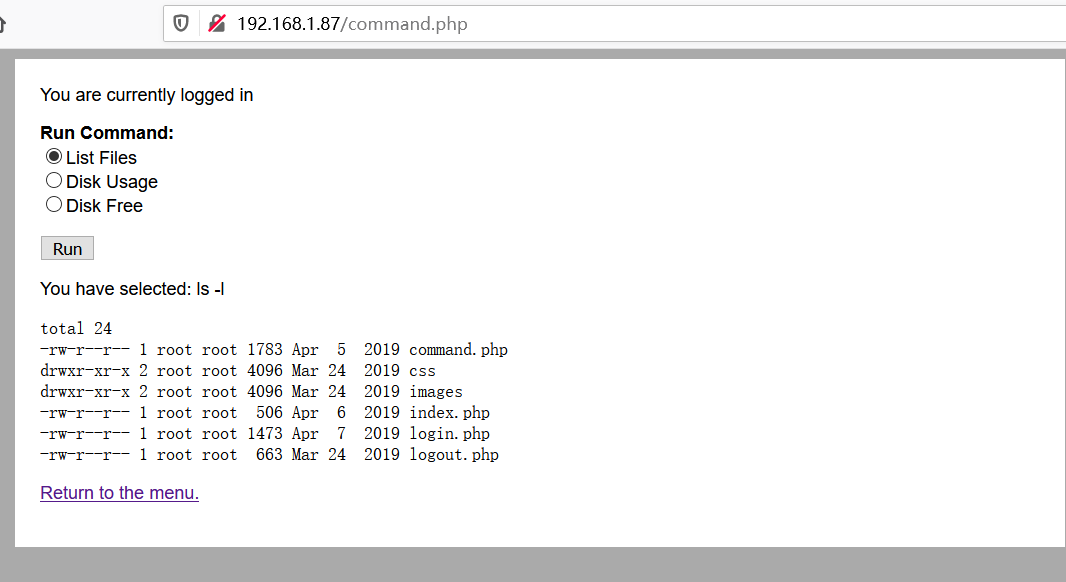 192.168.1.87/command.php
You are currently logged in
Run Command:
List Files
Disk Usage
Disk Free
Run
You have selected: ls -l
total 24
-rw-r--r-- 1 root root 1783 Apr  5  2019 command.php
drwxr-xr-x 2 root root 4096 Mar 24  2019 css
drwxr-xr-x 2 root root 4096 Mar 24  2019 images
-rw-r--r-- 1 root root  506 Apr  6  2019 index.php
-rw-r--r-- 1 root root 1473 Apr  7  2019 login.php
-rw-r--r-- 1 root root  663 Mar 24  2019 logout.php
Return to the menu.